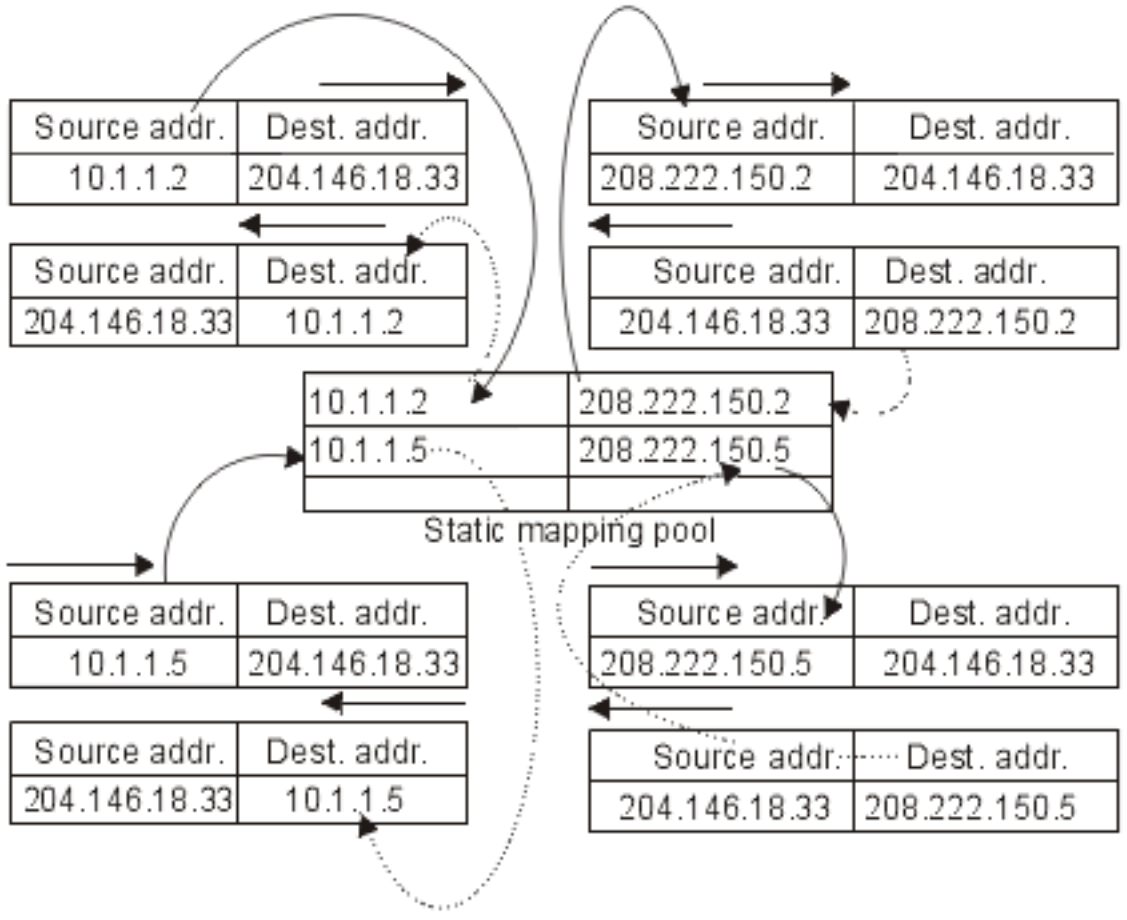 Source addr. Dest. addr.
10.1.1.2 204.146.18.33
Source addr. Dest. addr.
208.222.150.2 204.146.18.33
Source addr. Dest. addr.
204.146.18.33 10.1.1.2
Source addr. Dest. addr.
204.146.18.33 208.222.150.2
10.1.1.2 208.222.150.2
10.1.1.5 208.222.150.5
Static mapping pool
Source addr. Dest. addr.
10.1.1.5 204.146.18.33
Source addr. Dest. addr.
208.222.150.5 204.146.18.33
Source addr. Dest. addr.
204.146.18.33 10.1.1.5
Source addr. Dest. addr.
204.146.18.33 208.222.150.5